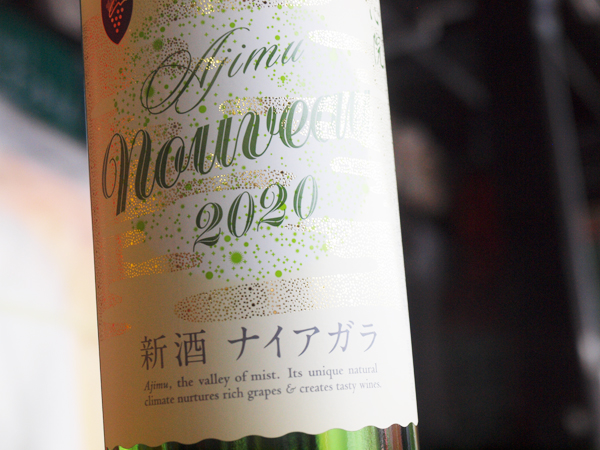 Ajimu
Nouveau
2020
新酒 ナイアガラ
Ajimu, the valley of mist. Its unique natural
climate nurtures rich grapes & creates tasty wines.